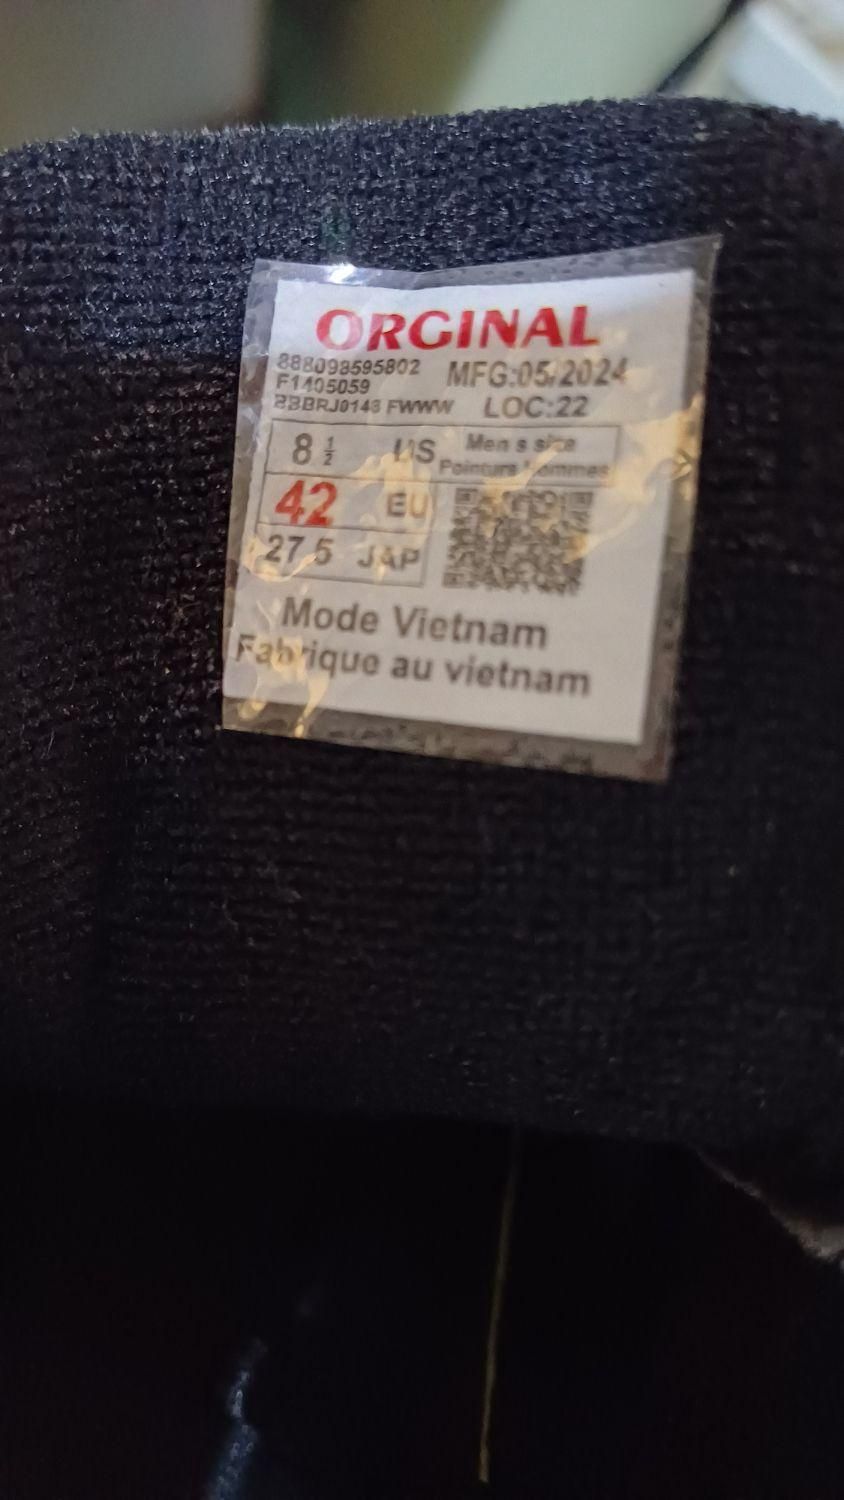 ORGINAL
888098595802 MFG:05/2024
F1405059
BBBRJ0143 FWWW LOC:22
8 1/2 US Men s size
Pointure Hommes
42 EU
27 5 JAP
Mode Vietnam
Fabrique au vietnam